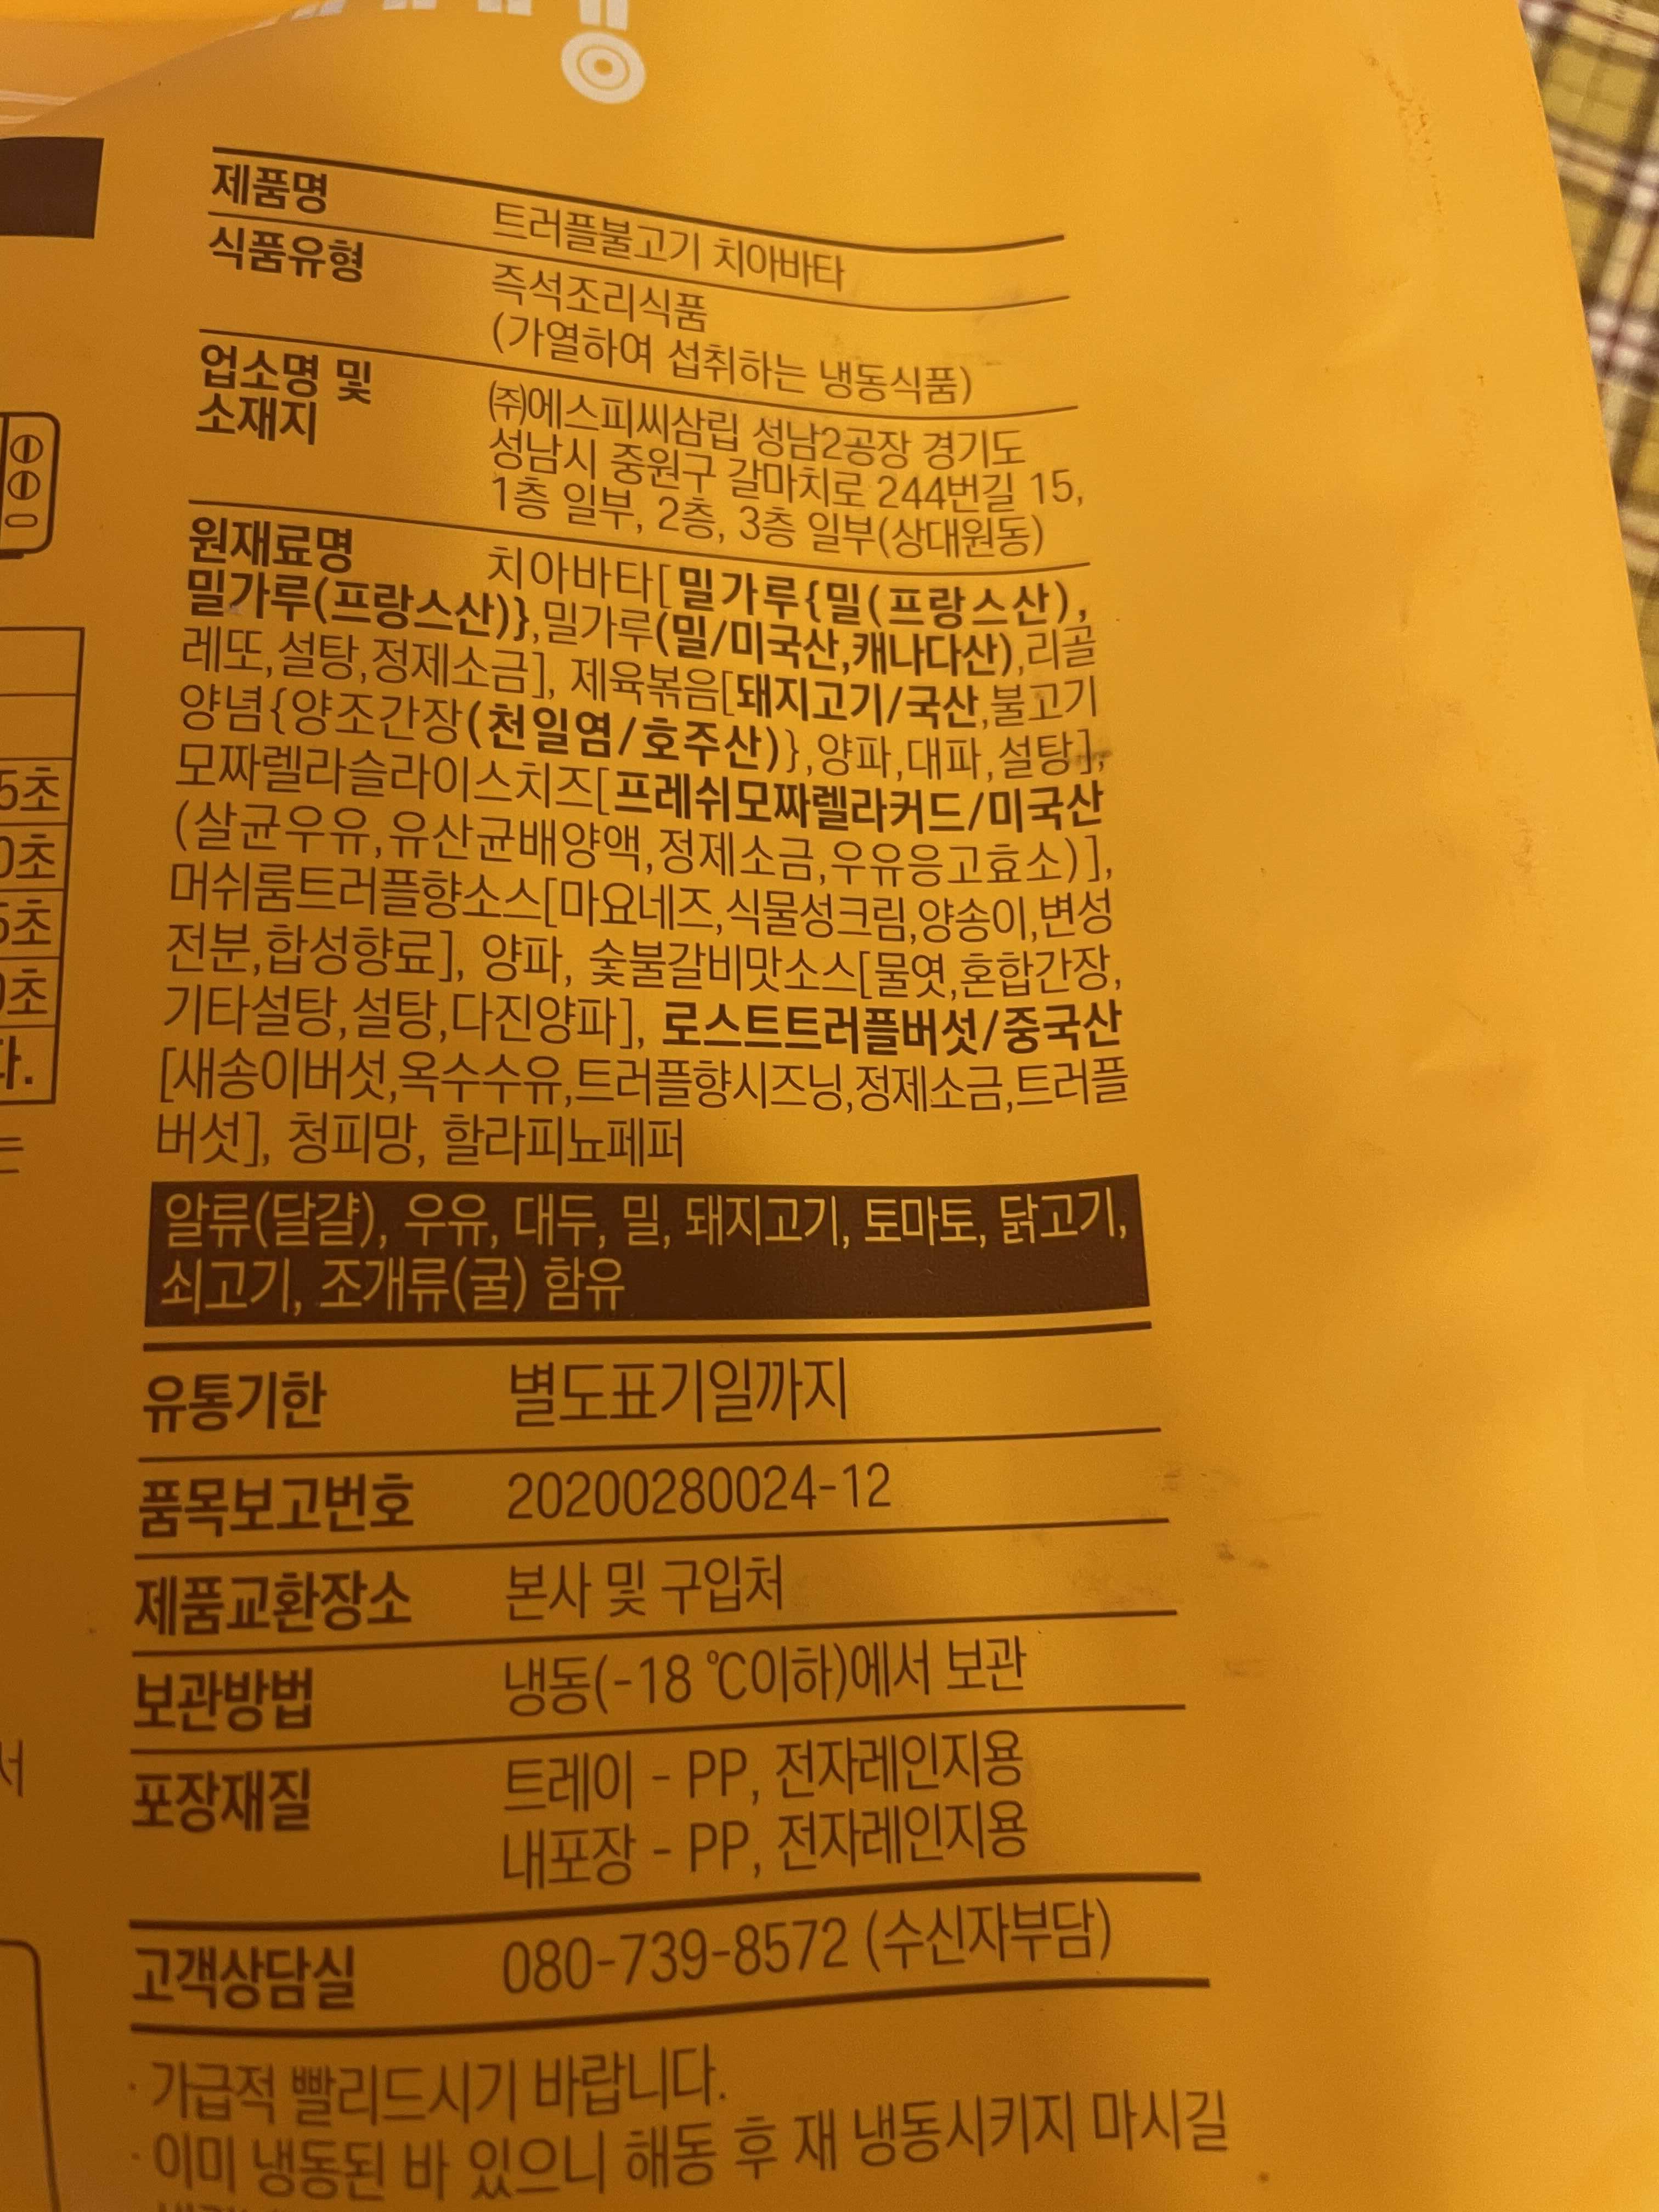 제품명 트러플불고기 치아바타
식품유형 즉석조리식품
(가열하여 섭취하는 냉동식품)
업소명 및 ㈜에스피씨삼립 성남2공장 경기도
소재지 성남시 중원구 갈마치로 244번길 15,
1층 일부, 2층, 3층 일부(상대원동)
원재료명 치아바타[밀가루{밀(프랑스산),
밀가루(프랑스산)},밀가루(밀/미국산,캐나다산),리골
레또,설탕,정제소금], 제육볶음[돼지고기/국산,불고기
양념{양조간장(천일염/호주산)},양파,대파,설탕],
모짜렐라슬라이스치즈[프레쉬모짜렐라커드/미국산
(살균우유,유산균배양액,정제소금,우유응고효소)],
머쉬룸트러플향소스[마요네즈,식물성크림,양송이,변성
전분,합성향료], 양파, 숯불갈비맛소스[물엿,혼합간장,
기타설탕,설탕,다진양파], 로스트트러플버섯/중국산
[새송이버섯,옥수수유,트러플향시즈닝,정제소금,트러플
버섯], 청피망, 할라피뇨페퍼
알류(달걀), 우유, 대두, 밀, 돼지고기, 토마토, 닭고기,
쇠고기, 조개류(굴) 함유
유통기한 별도표기일까지
품목보고번호 20200280024-12
제품교환장소 본사 및 구입처
보관방법 냉동(-18 ℃이하)에서 보관
포장재질 트레이 - PP, 전자레인지용
내포장 - PP, 전자레인지용
고객상담실 080-739-8572 (수신자부담)
· 가급적 빨리드시기 바랍니다.
· 이미 냉동된 바 있으니 해동 후 재 냉동시키지 마시길
5초
0초
5초
0초
다.
는
서